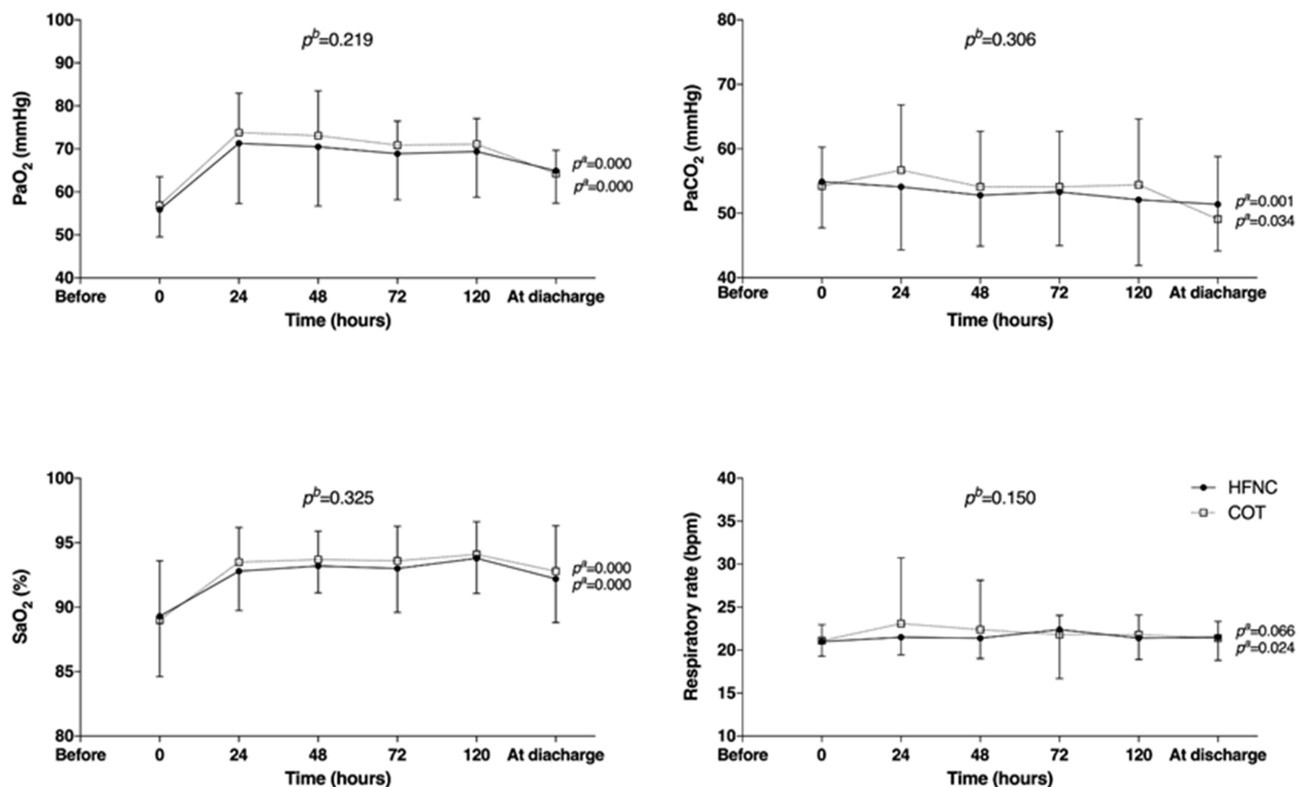 p^b=0.219
PaO₂ (mmHg)
100
90
80
70
60
50
40
p^a=0.000
p^a=0.000
Before 0 24 48 72 120 At diacharge
Time (hours)
p^b=0.306
PaCO₂ (mmHg)
80
70
60
50
40
p^a=0.001
p^a=0.034
Before 0 24 48 72 120 At diacharge
Time (hours)
p^b=0.325
SaO₂ (%)
100
95
90
85
80
p^a=0.000
p^a=0.000
Before 0 24 48 72 120 At diacharge
Time (hours)
p^b=0.150
Respiratory rate (bpm)
40
35
30
25
20
15
10
HFNC
COT
p^a=0.066
p^a=0.024
Before 0 24 48 72 120 At diacharge
Time (hours)